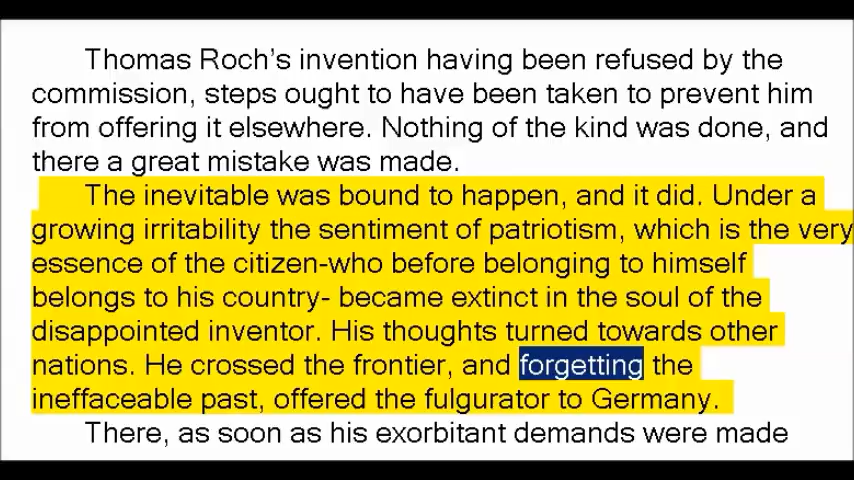 Thomas Roch's invention having been refused by the
commission, steps ought to have been taken to prevent him
from offering it elsewhere. Nothing of the kind was done, and
there a great mistake was made.
The inevitable was bound to happen, and it did. Under a
growing irritability the sentiment of patriotism, which is the very
essence of the citizen-who before belonging to himself
belongs to his country- became extinct in the soul of the
disappointed inventor. His thoughts turned towards other
nations. He crossed the frontier, and forgetting the
ineffaceable past, offered the fulgurator to Germany.
There, as soon as his exorbitant demands were made